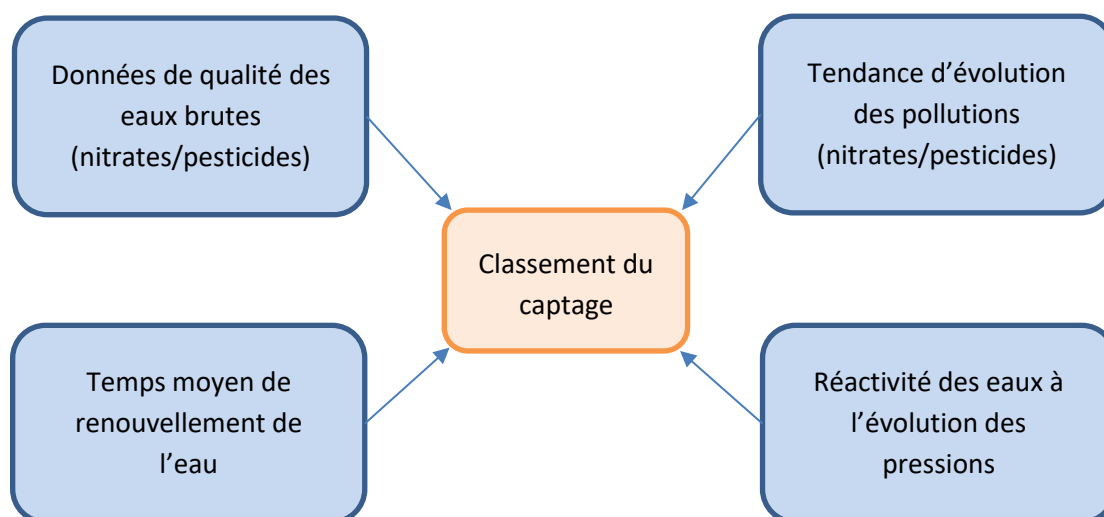 Données de qualité des
eaux brutes
(nitrates/pesticides)
Tendance d’évolution
des pollutions
(nitrates/pesticides)
Classement du
captage
Temps moyen de
renouvellement de
l’eau
Réactivité des eaux à
l’évolution des
pressions